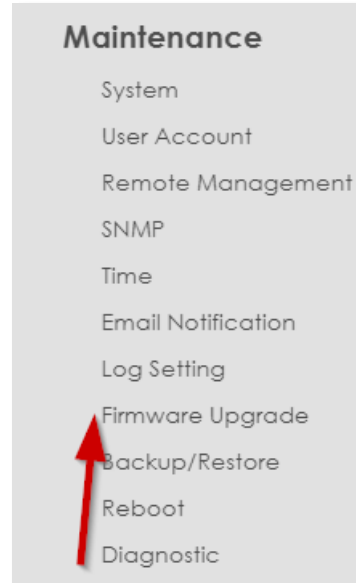 Maintenance
System
User Account
Remote Management
SNMP
Time
Email Notification
Log Setting
Firmware Upgrade
Backup/Restore
Reboot
Diagnostic